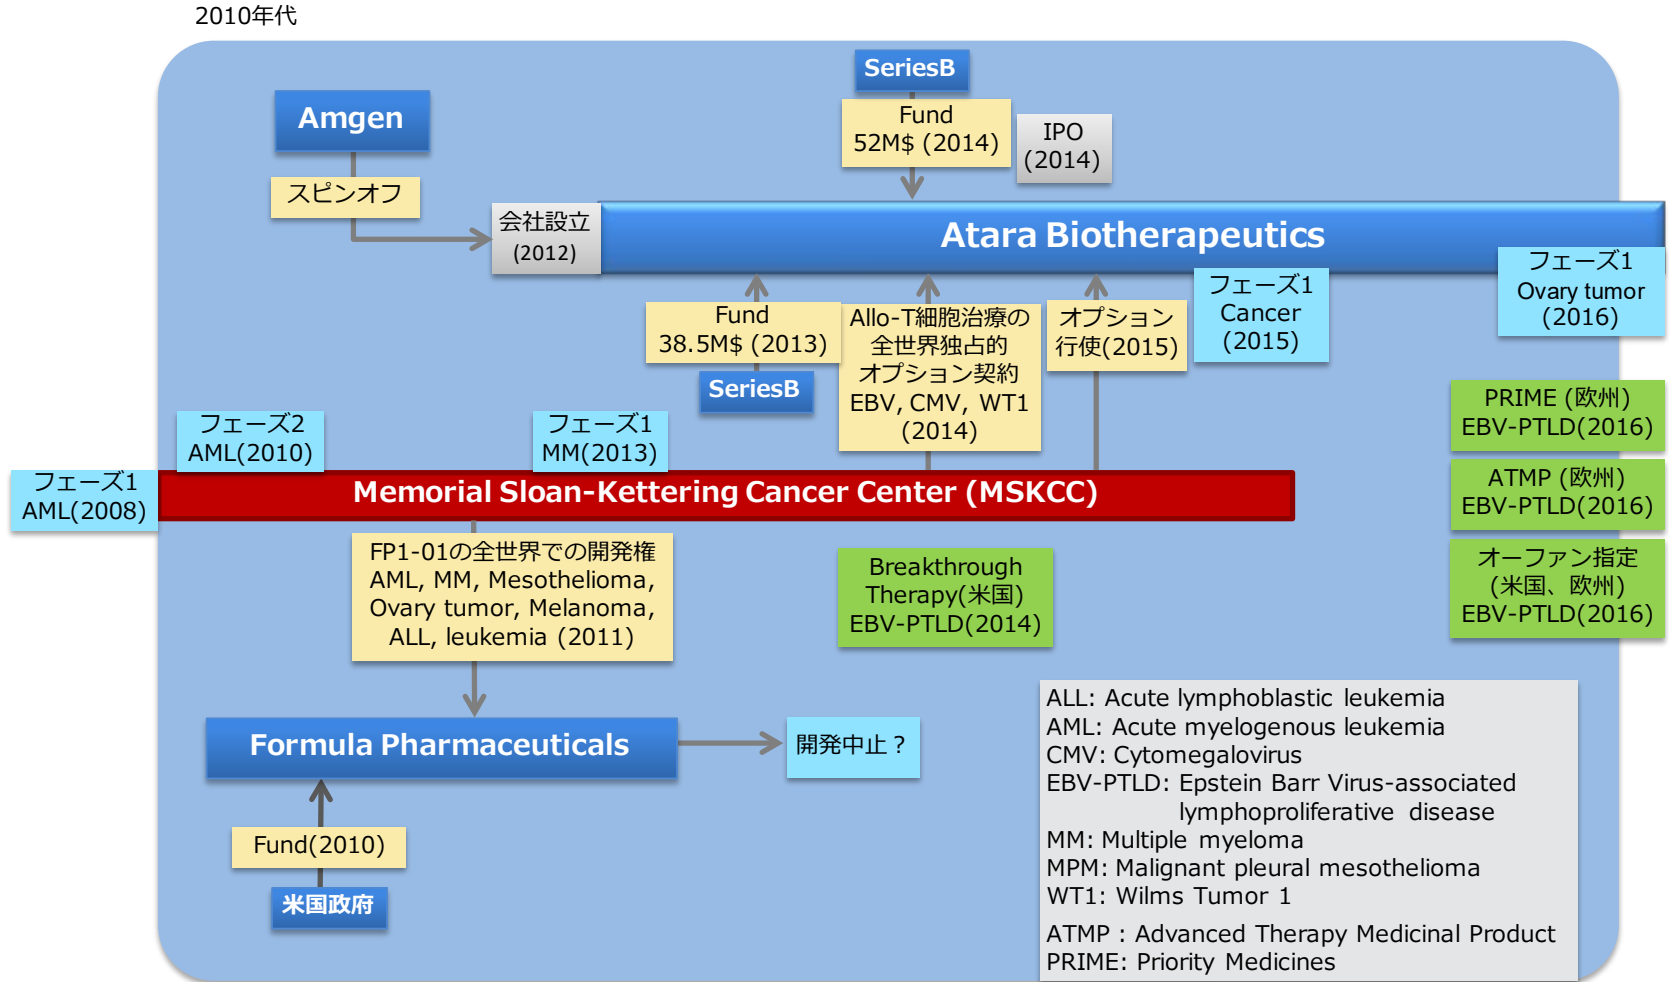 2010年代
SeriesB
Fund
52M$ (2014)
IPO
(2014)
Amgen
スピンオフ
会社設立
(2012)
Atara Biotherapeutics
フェーズ1
Cancer
(2015)
フェーズ1
Ovary tumor
(2016)
Fund
38.5M$ (2013)
SeriesB
Allo-T細胞治療の
全世界独占的
オプション契約
EBV, CMV, WT1
(2014)
オプション
行使(2015)
PRIME (欧州)
EBV-PTLD(2016)
ATMP (欧州)
EBV-PTLD(2016)
オーファン指定
(米国、欧州)
EBV-PTLD(2016)
フェーズ2
AML(2010)
フェーズ1
MM(2013)
フェーズ1
AML(2008)
Memorial Sloan-Kettering Cancer Center (MSKCC)
FP1-01の全世界での開発権
AML, MM, Mesothelioma,
Ovary tumor, Melanoma,
ALL, leukemia (2011)
Breakthrough
Therapy(米国)
EBV-PTLD(2014)
Formula Pharmaceuticals
開発中止？
Fund(2010)
米国政府
ALL: Acute lymphoblastic leukemia
AML: Acute myelogenous leukemia
CMV: Cytomegalovirus
EBV-PTLD: Epstein Barr Virus-associated
lymphoproliferative disease
MM: Multiple myeloma
MPM: Malignant pleural mesothelioma
WT1: Wilms Tumor 1
ATMP : Advanced Therapy Medicinal Product
PRIME: Priority Medicines